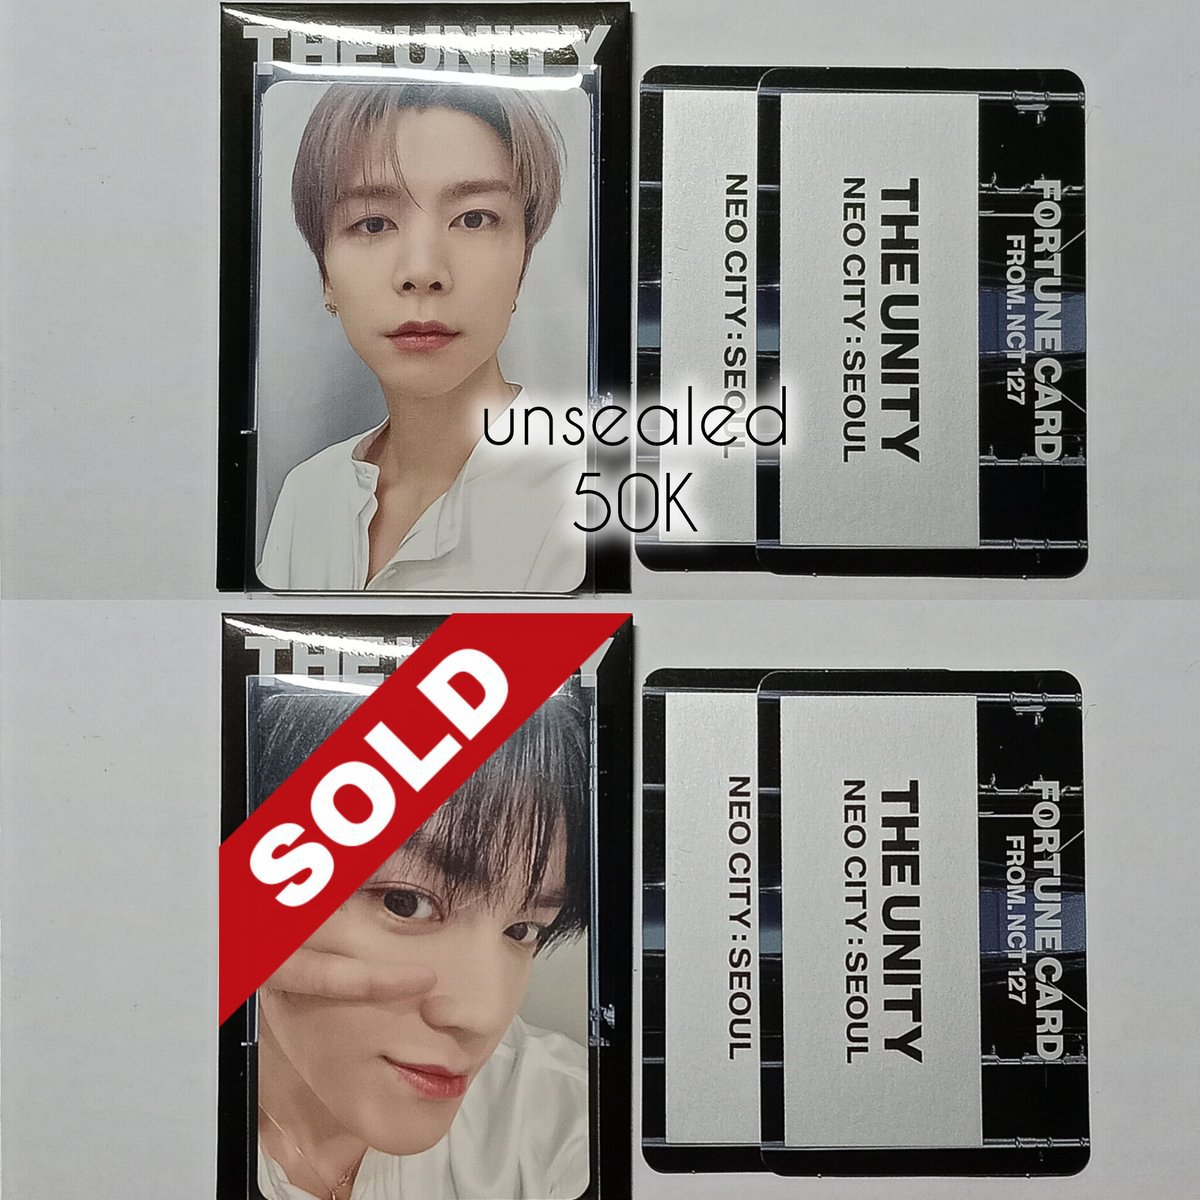 THE UNITY
unsealed
50K
NEO CITY : SEOUL
THE UNITY
NEO CITY : SEOUL
FORTUNE CARD
FROM. NCT 127
SOLD
NEO CITY : SEOUL
THE UNITY
NEO CITY : SEOUL
FORTUNE CARD
FROM. NCT 127